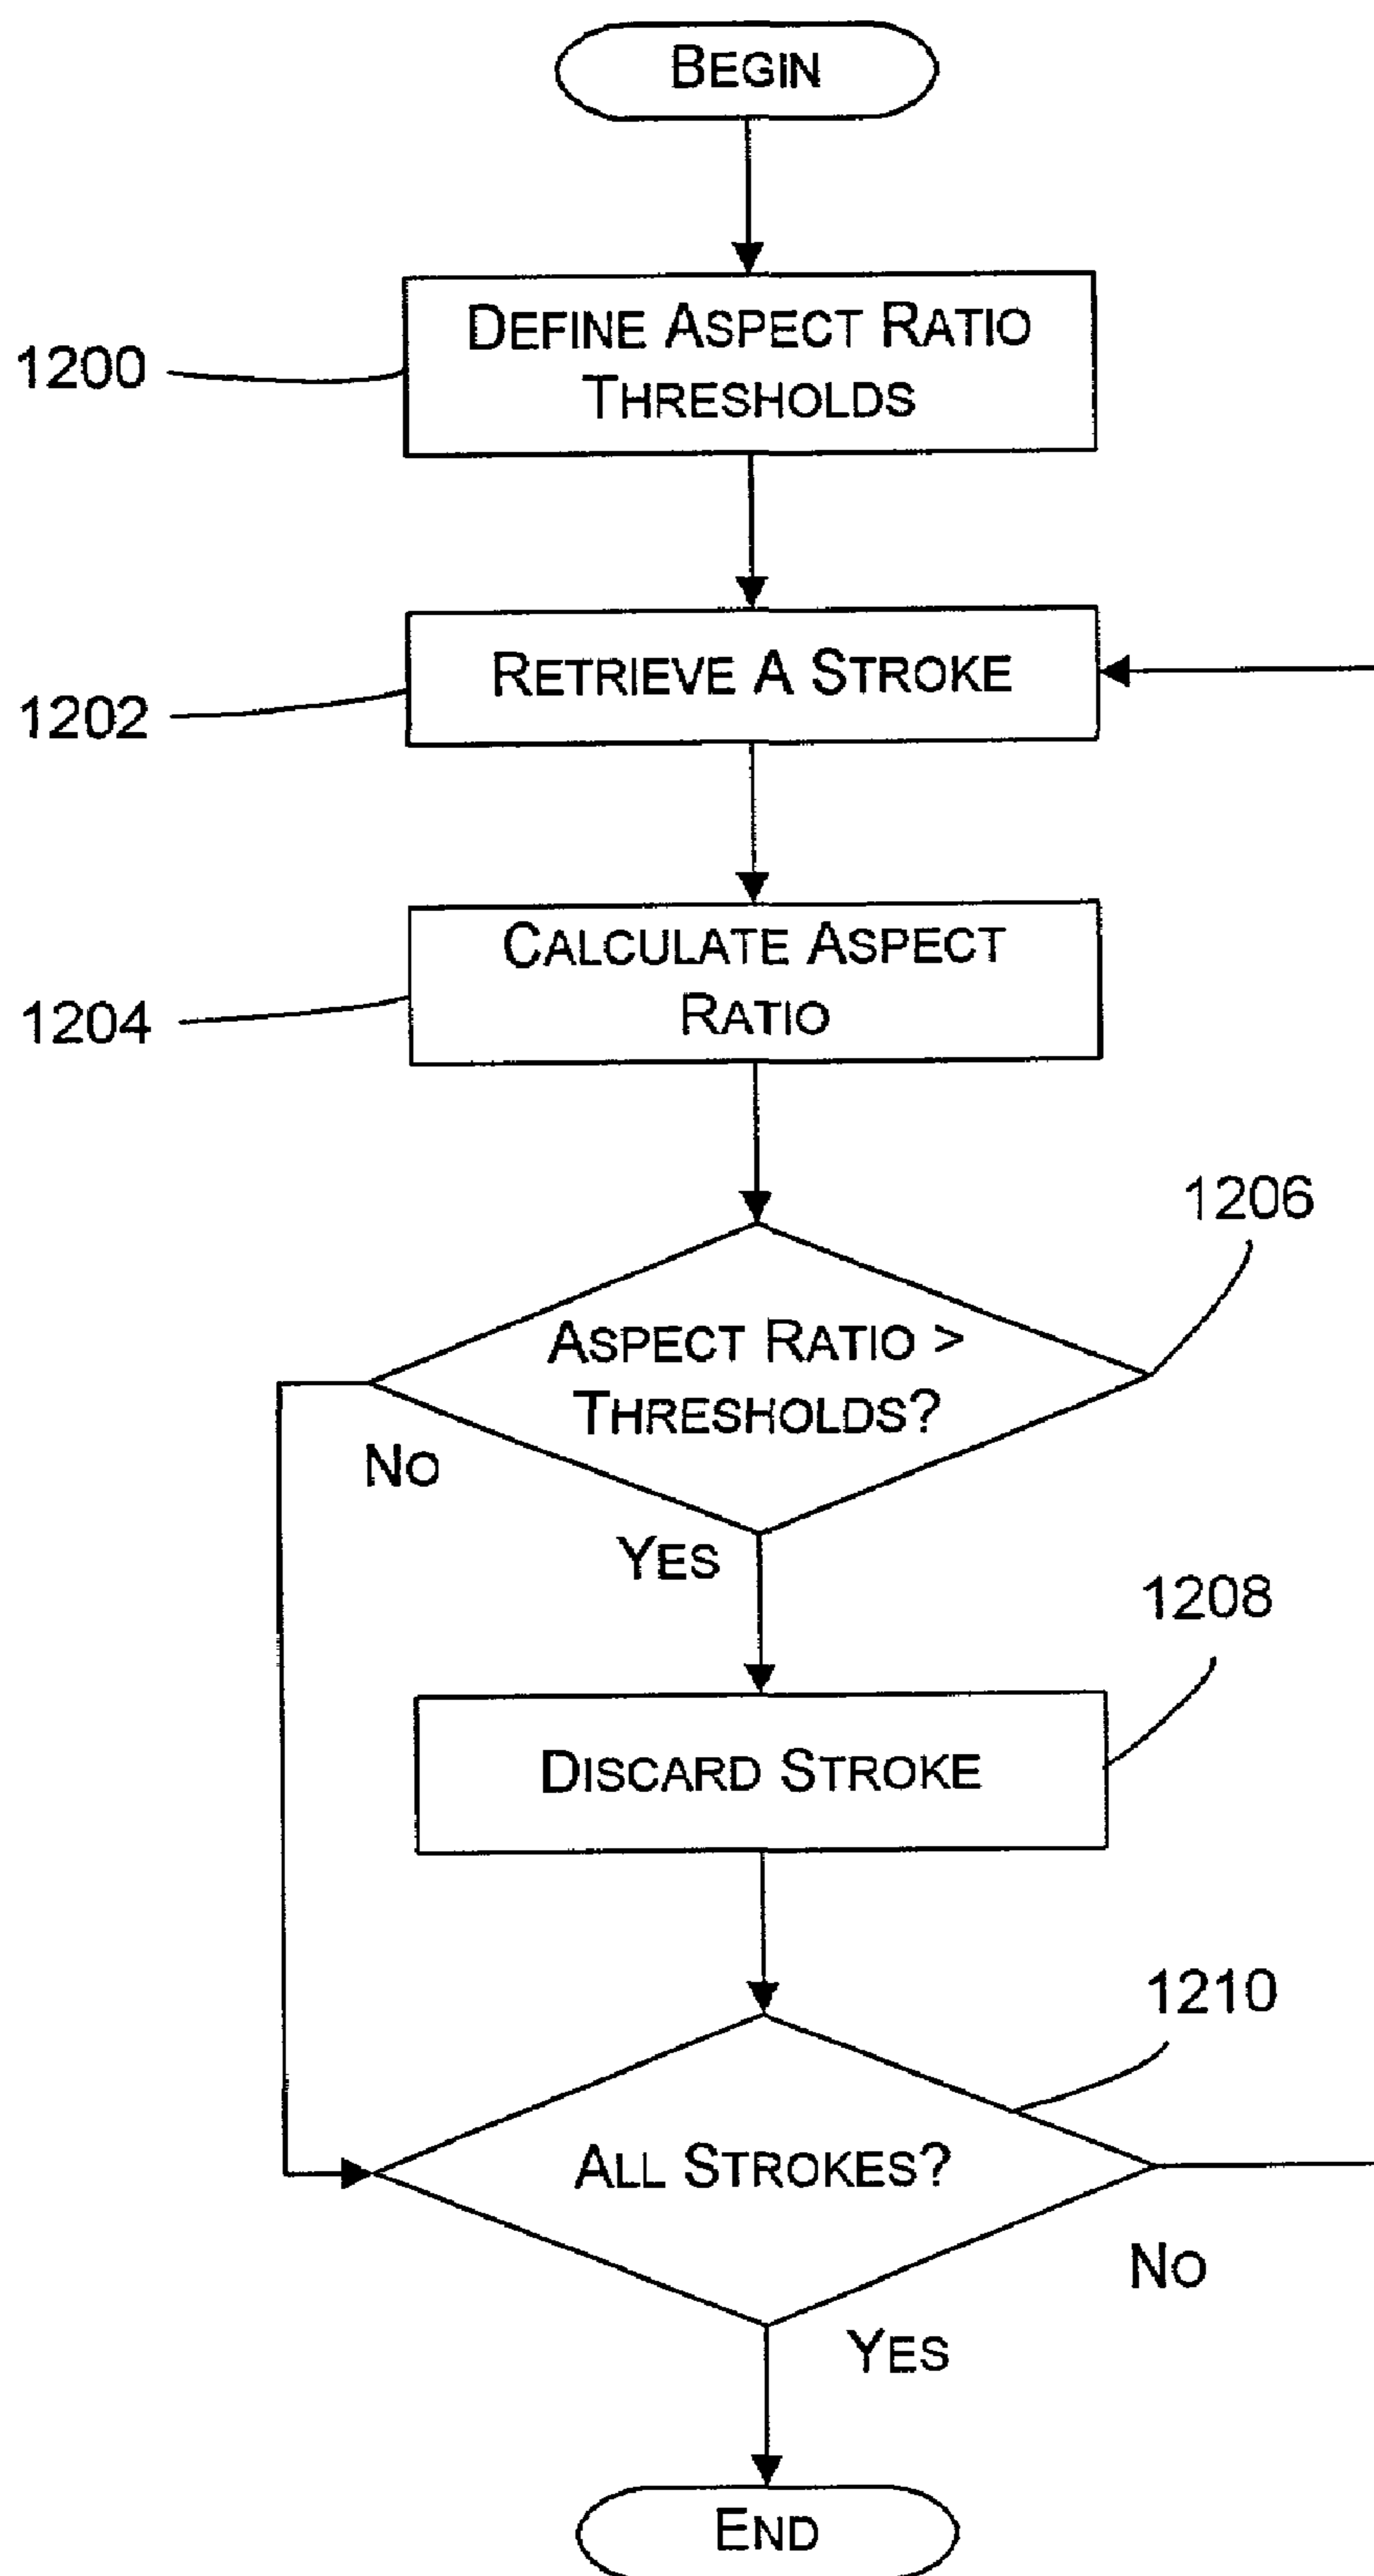 BEGIN
DEFINE ASPECT RATIO
THRESHOLDS
1200
RETRIEVE A STROKE
1202
CALCULATE ASPECT
RATIO
1204
1206
ASPECT RATIO >
THRESHOLDS?
NO
YES
1208
DISCARD STROKE
1210
ALL STROKES?
NO
YES
END